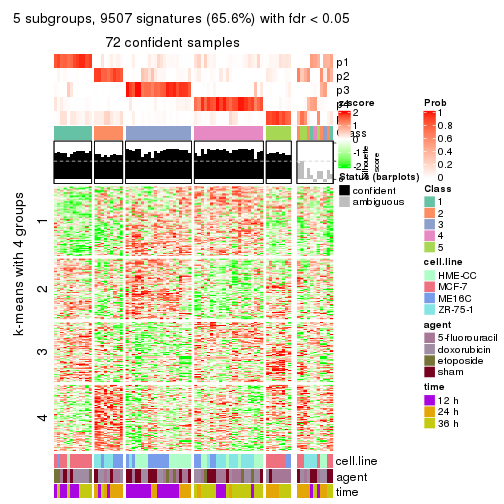 5 subgroups, 9507 signatures (65.6%) with fdr < 0.05
72 confident samples
p1
p2
p3
z-score
2
1
0
-2
Silhouette
score
Status (barplots)
confident
ambiguous
k-means with 4 groups
1
2
3
4
cell.line
agent
time
Prob
1
0.8
0.6
0.4
0.2
0
Class
1
2
3
4
5
cell.line
HME-CC
MCF-7
ME16C
ZR-75-1
agent
5-fluorouracil
doxorubicin
etoposide
sham
time
12 h
24 h
36 h